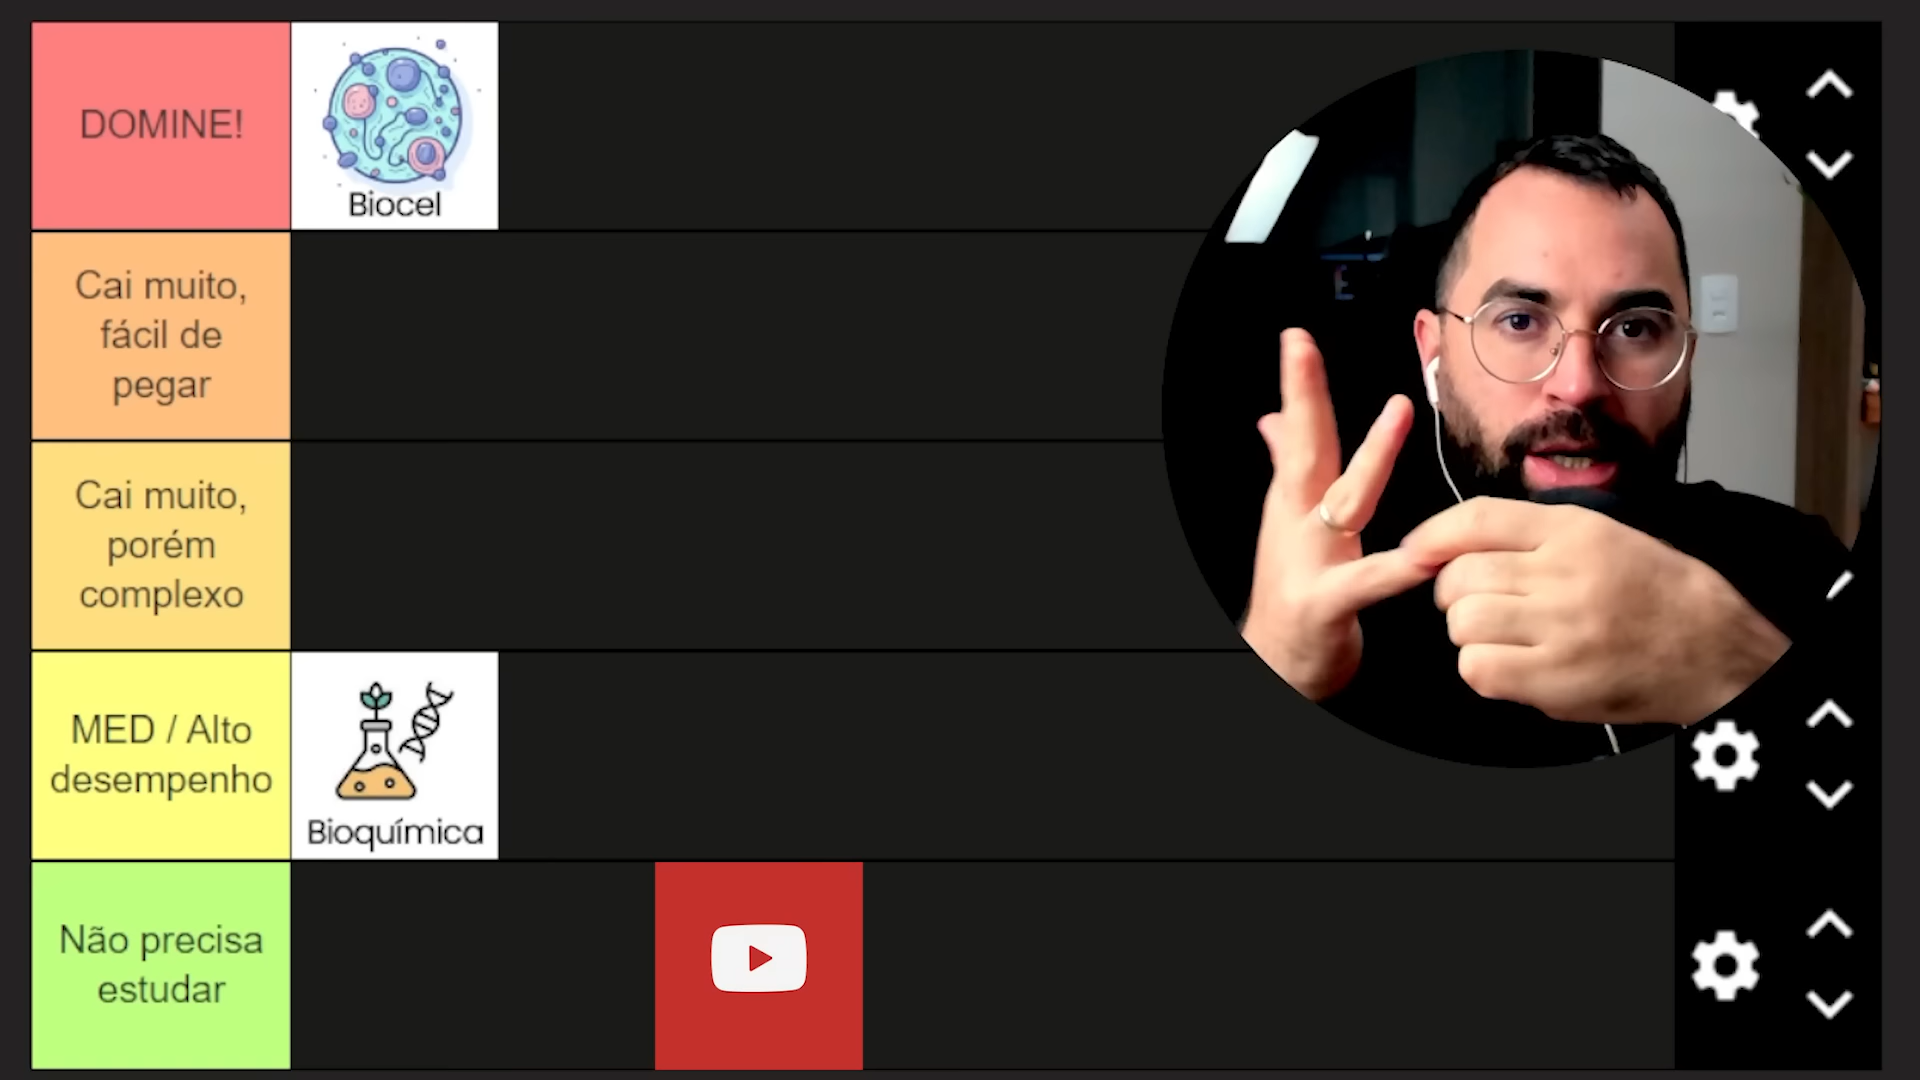 DOMINE!
Biocel
Cai muito,
fácil de
pegar
Cai muito,
porém
complexo
MED / Alto
desempenho
Bioquímica
Não precisa
estudar